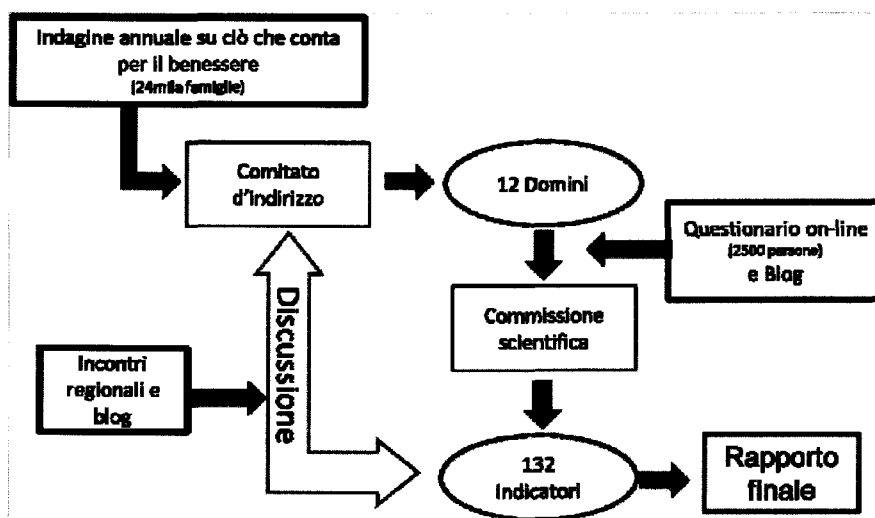 Indagine annuale su ciò che conta
per il benessere
(24mila famiglie)
Comitato
d'indirizzo
12 Domini
Questionario on-line
(2500 persone)
e Blog
Commissione
scientifica
Discussione
Incontri
regionali e
blog
132
Indicatori
Rapporto
finale